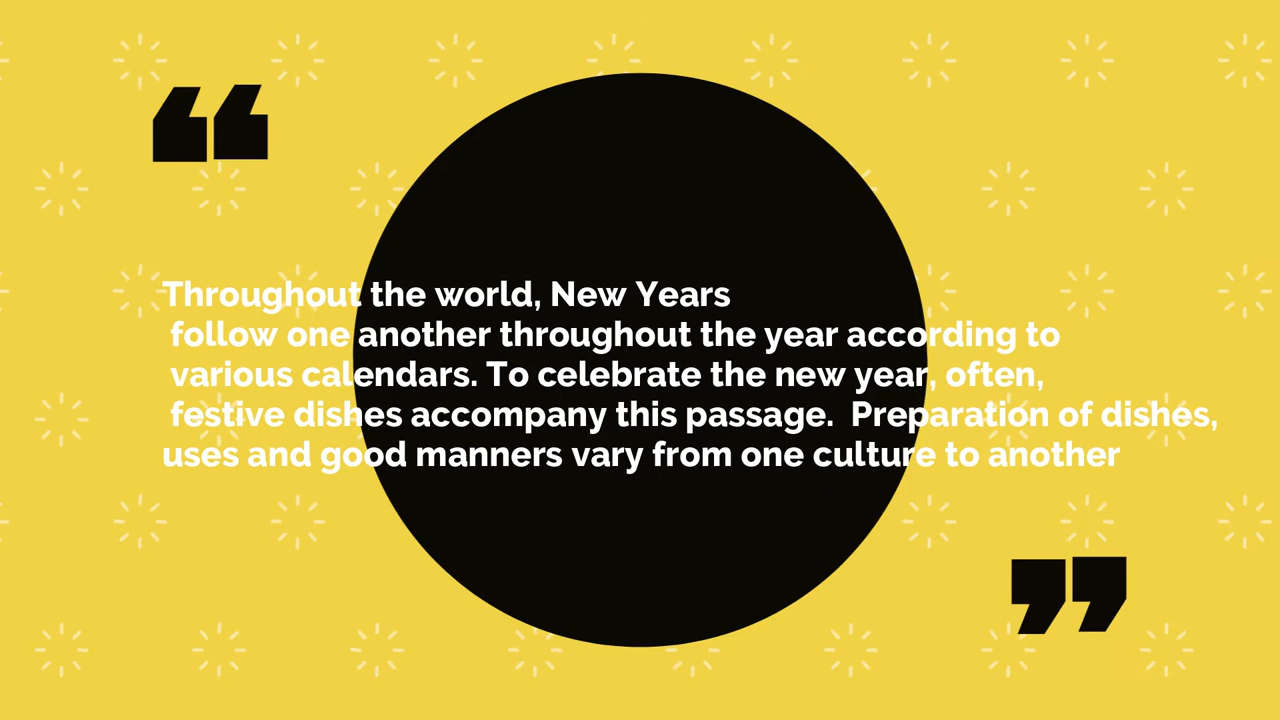 Throughout the world, New Years
follow one another throughout the year according to
various calendars. To celebrate the new year, often,
festive dishes accompany this passage.  Preparation of dishes,
uses and good manners vary from one culture to another